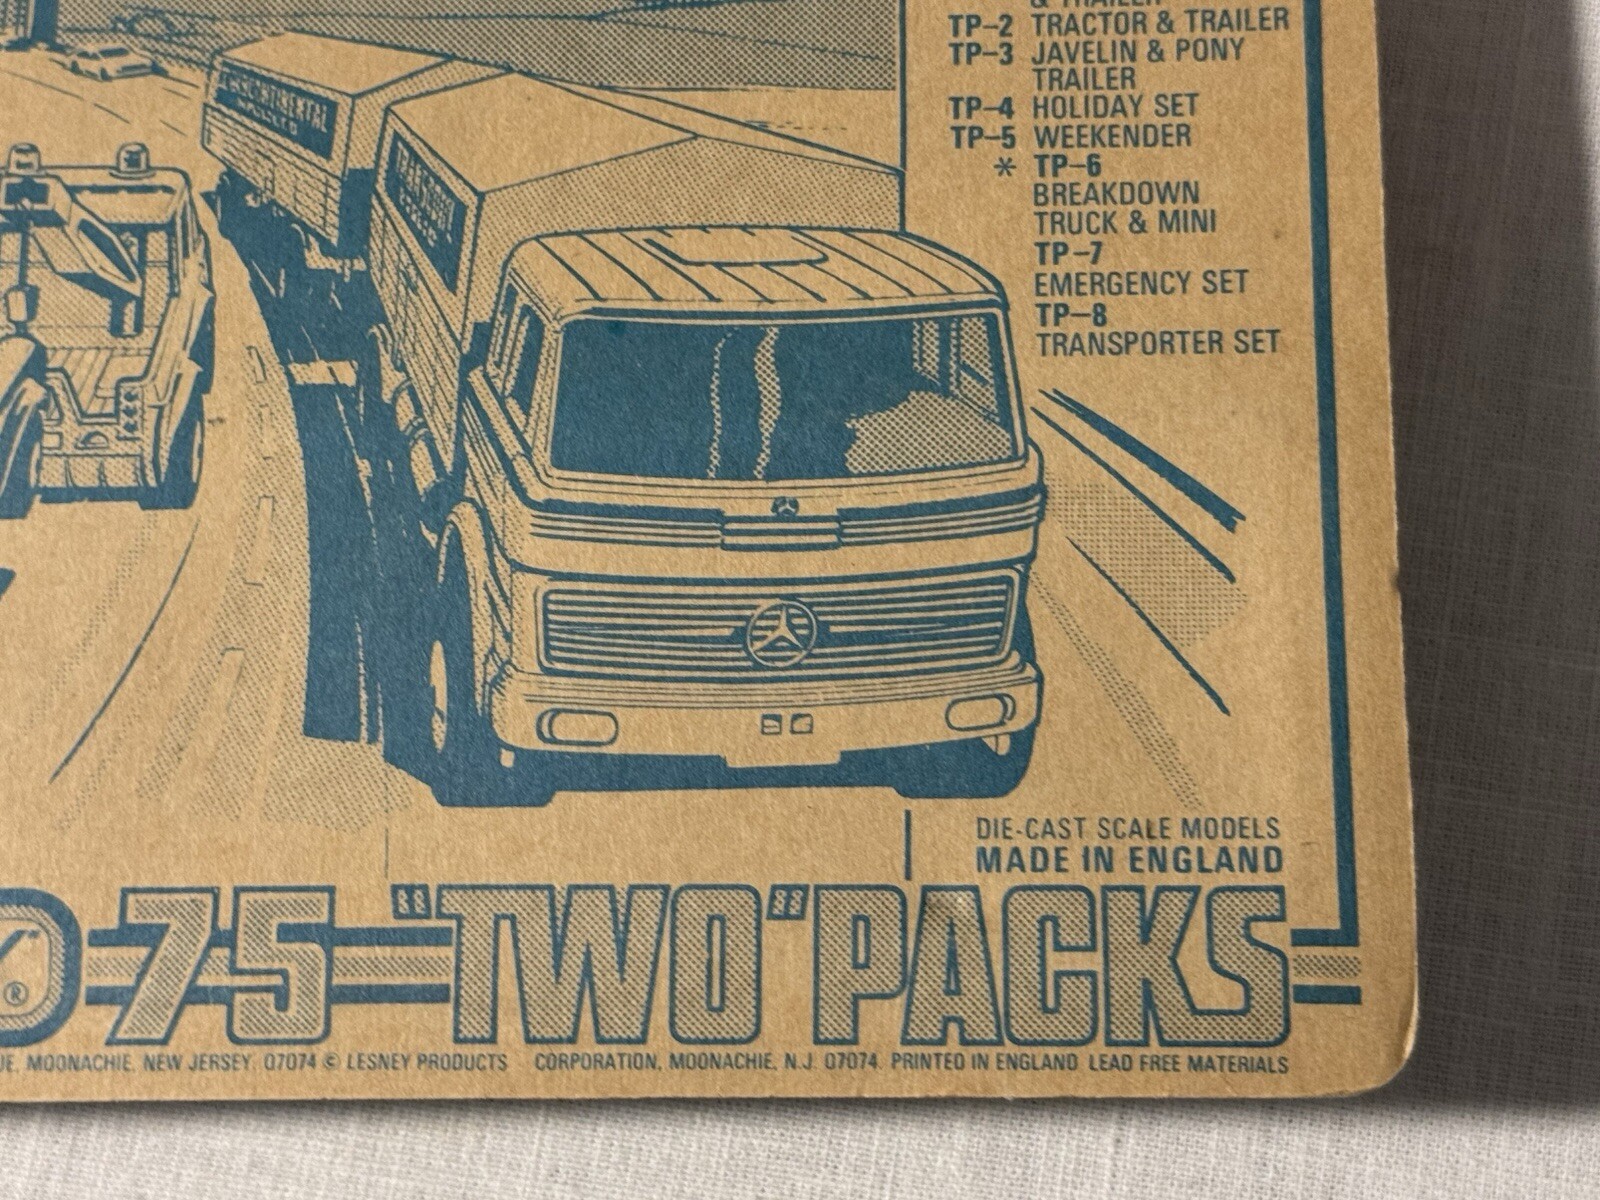 & TRAILER
TP-2 TRACTOR & TRAILER
TP-3 JAVELIN & PONY
TRAILER
TP-4 HOLIDAY SET
TP-5 WEEKENDER
* TP-6
BREAKDOWN
TRUCK & MINI
TP-7
EMERGENCY SET
TP-8
TRANSPORTER SET
DIE-CAST SCALE MODELS
MADE IN ENGLAND
75 "TWO" PACKS
®
MOONACHIE, NEW JERSEY, 07074 © LESNEY PRODUCTS CORPORATION, MOONACHIE, N.J. 07074. PRINTED IN ENGLAND LEAD FREE MATERIALS